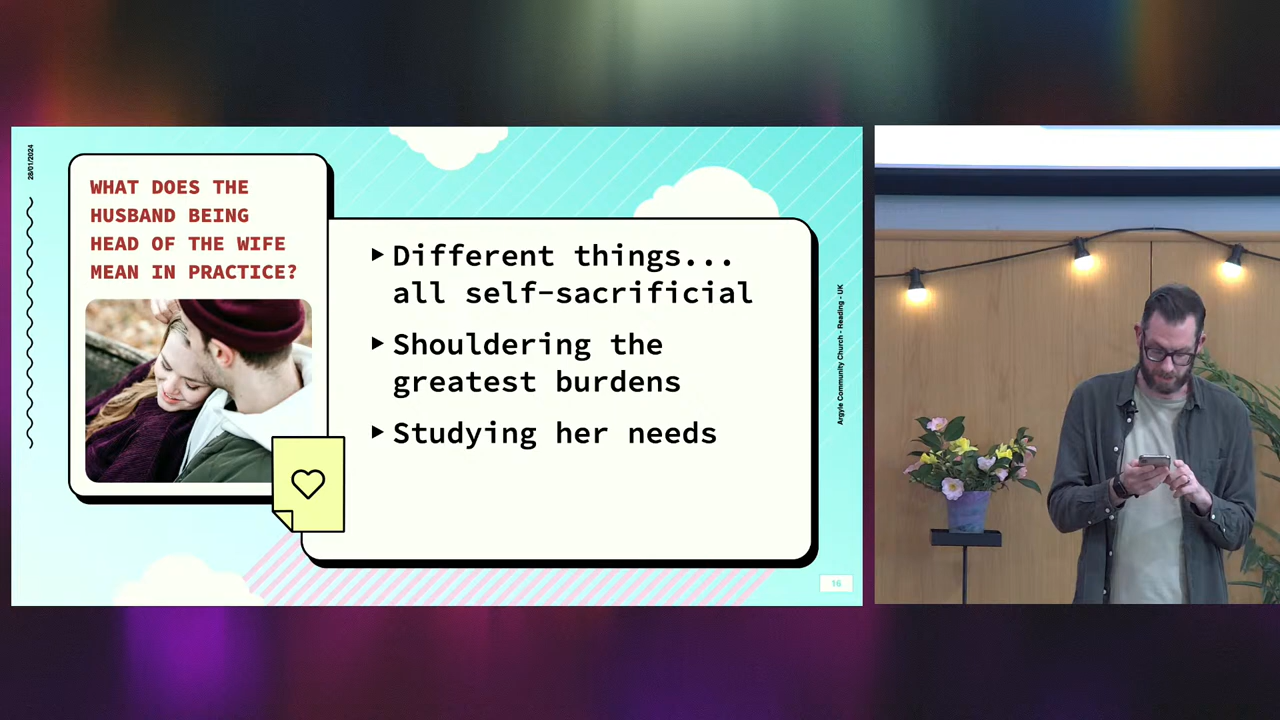 28/01/2024
WHAT DOES THE
HUSBAND BEING
HEAD OF THE WIFE
MEAN IN PRACTICE?
Different things...
all self-sacrificial
Shouldering the
greatest burdens
Studying her needs
Argyle Community Church - Reading - UK
16